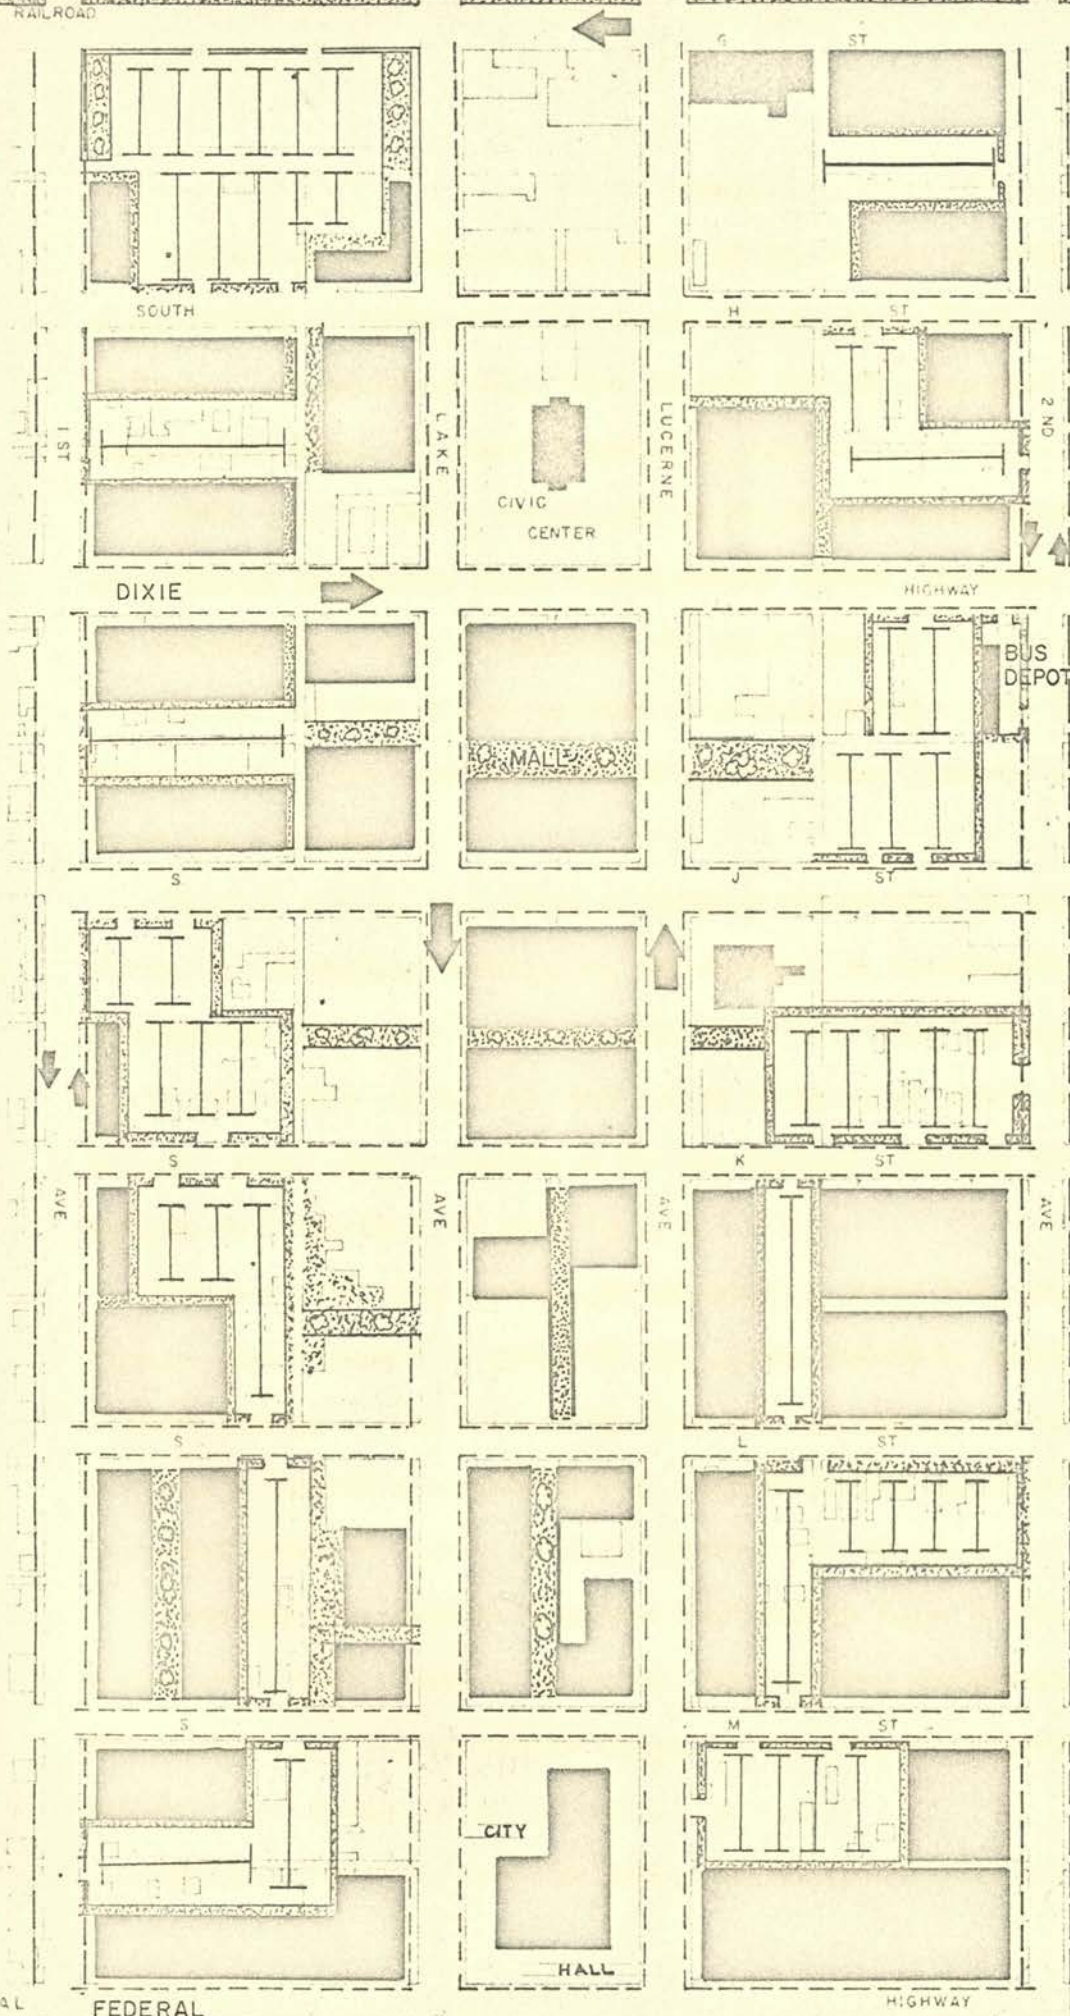 RAILROAD
G ST
SOUTH H ST
1 ST
LAKE
LUCERNE
2 ND
CIVIC
CENTER
DIXIE HIGHWAY
BUS
DEPOT
MALL
S J ST
S K ST
AVE
AVE
AVE
AVE
S L ST
S M ST
CITY
HALL
AL FEDERAL HIGHWAY